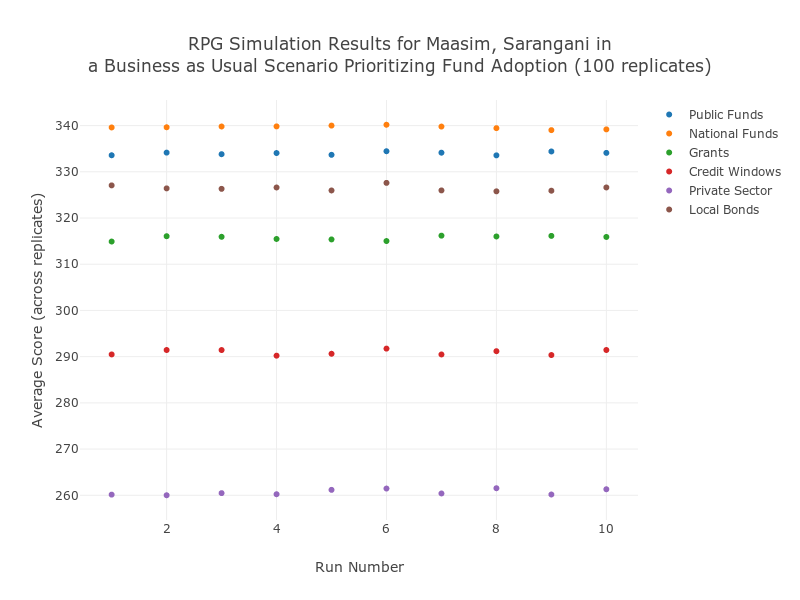 RPG Simulation Results for Maasim, Sarangani in
a Business as Usual Scenario Prioritizing Fund Adoption (100 replicates)
Public Funds
National Funds
Grants
Credit Windows
Private Sector
Local Bonds
Average Score (across replicates)
340
330
320
310
300
290
280
270
260
2 4 6 8 10
Run Number